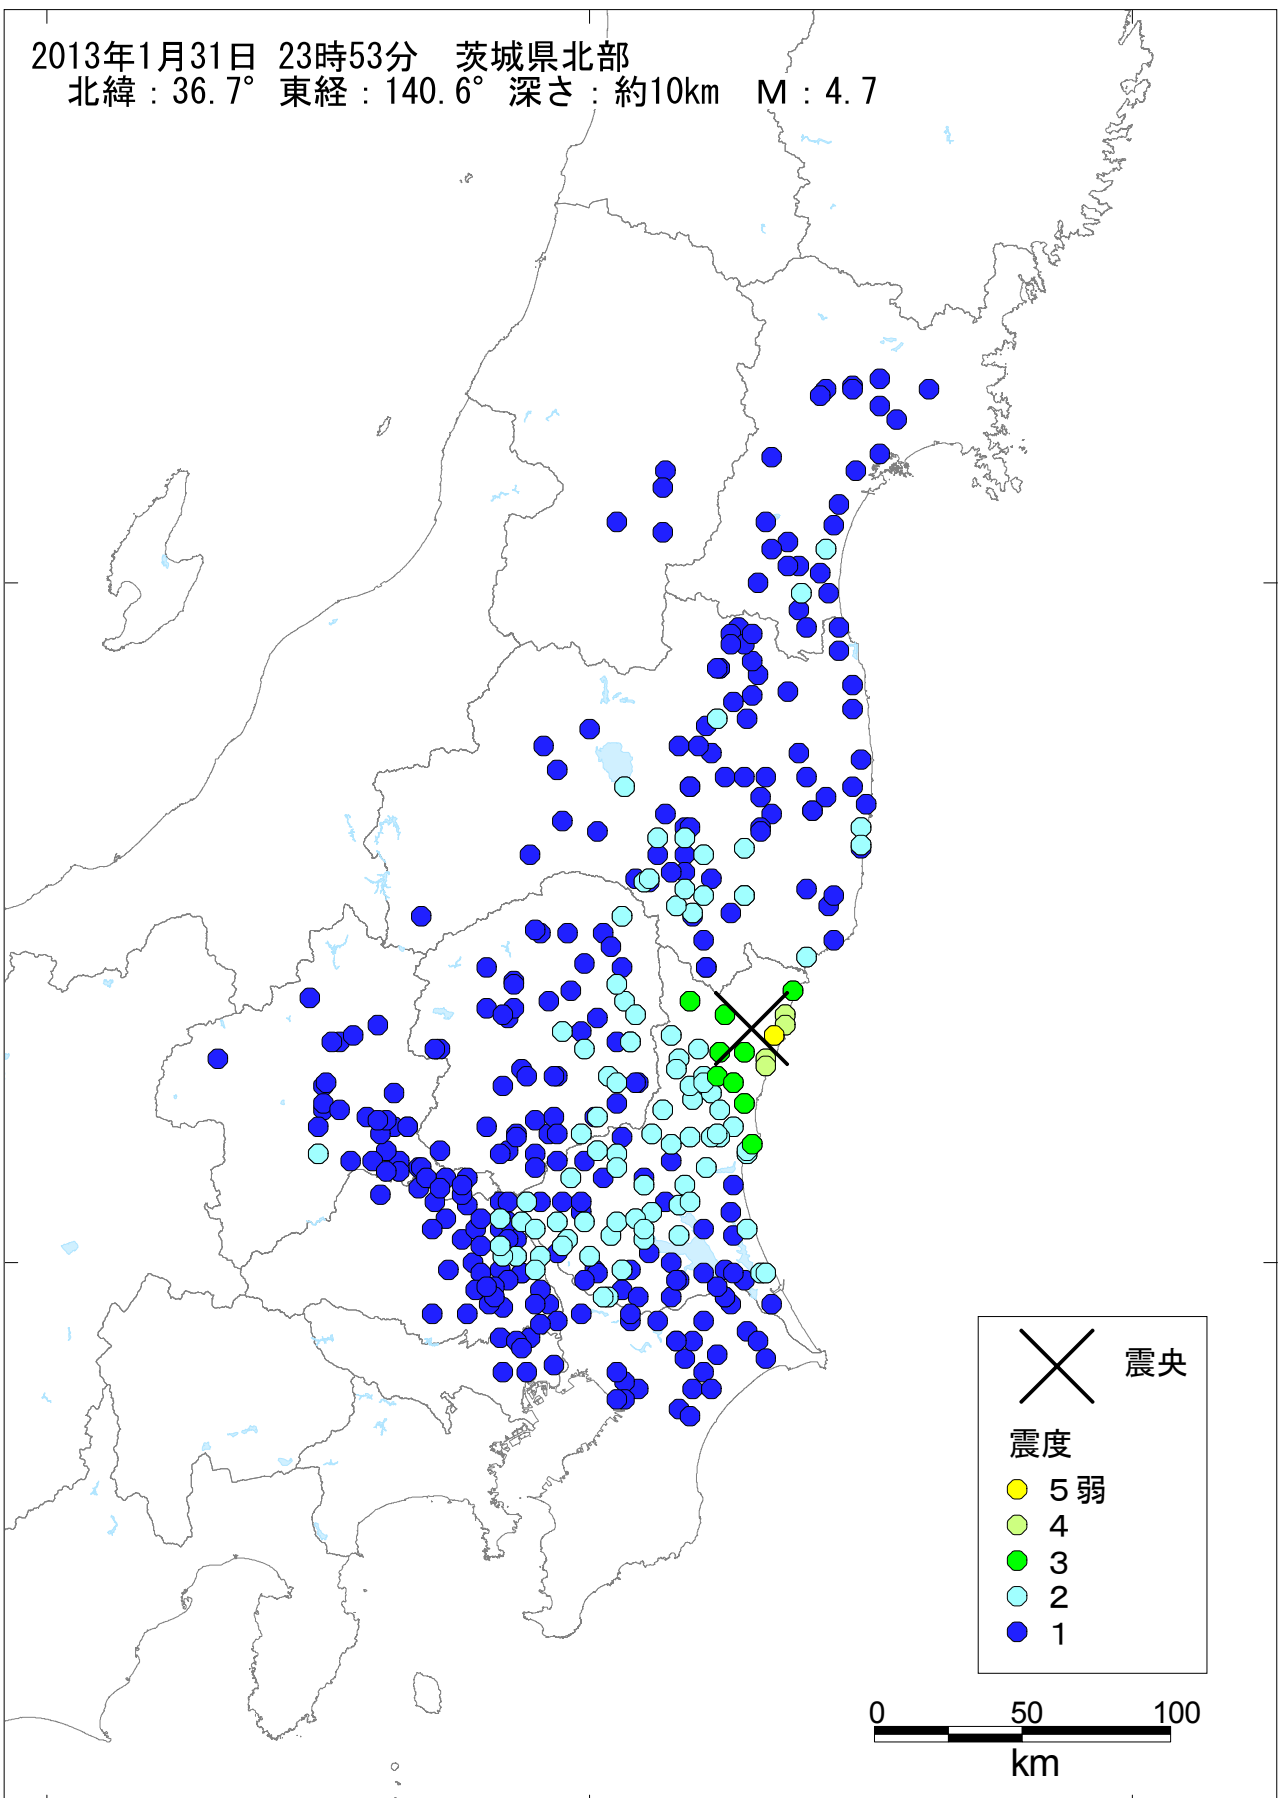 2013年1月31日 23時53分 茨城県北部
北緯：36.7° 東経：140.6° 深さ：約10km Ｍ：4.7
震央
震度
５弱
４
３
２
１
0 50 100
km